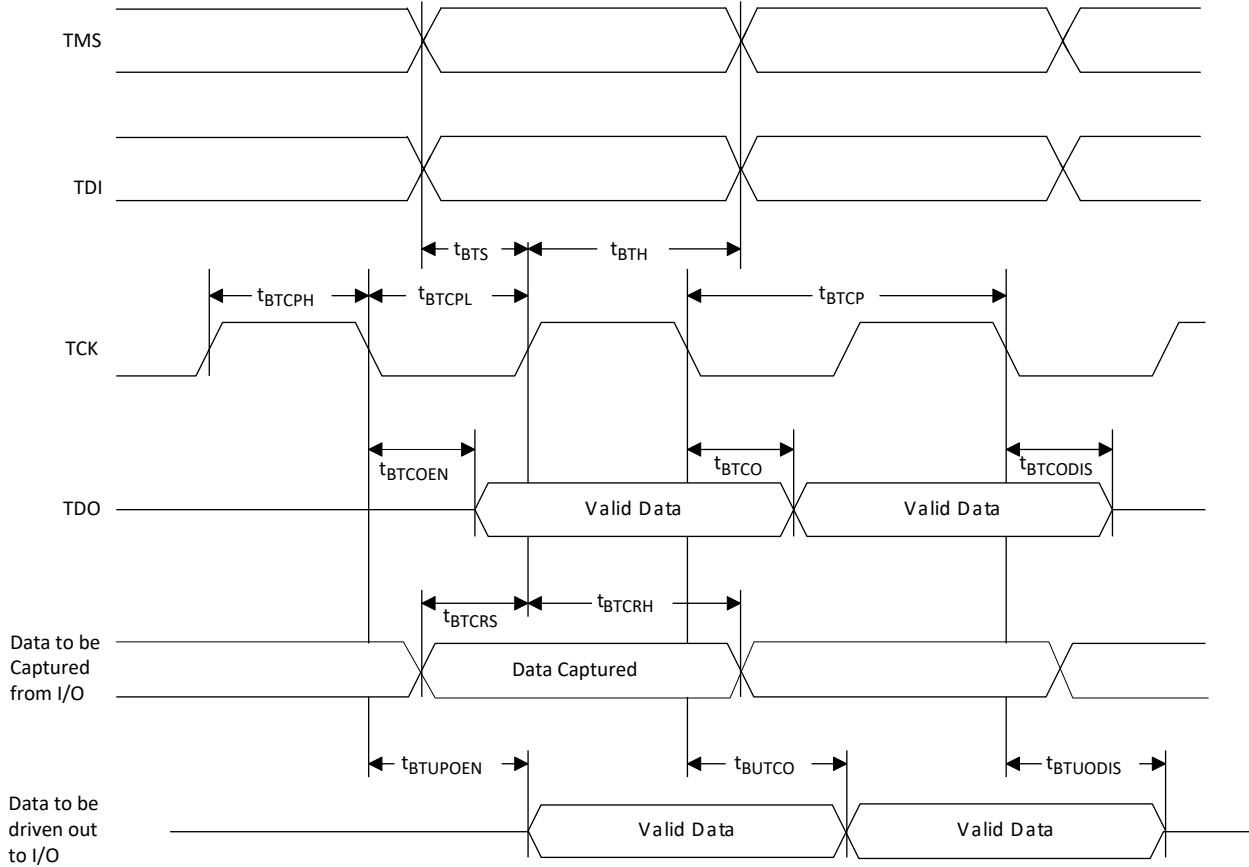 TMS
TDI
tBTS
tBTH
tBTCPH
tBTCPL
tBTCP
TCK
tBTCOEN
tBTCO
tBTCODIS
TDO
Valid Data
Valid Data
tBTCRS
tBTCRH
Data to be
Captured
from I/O
Data Captured
tBTUPOEN
tBUTCO
tBTUODIS
Data to be
driven out
to I/O
Valid Data
Valid Data